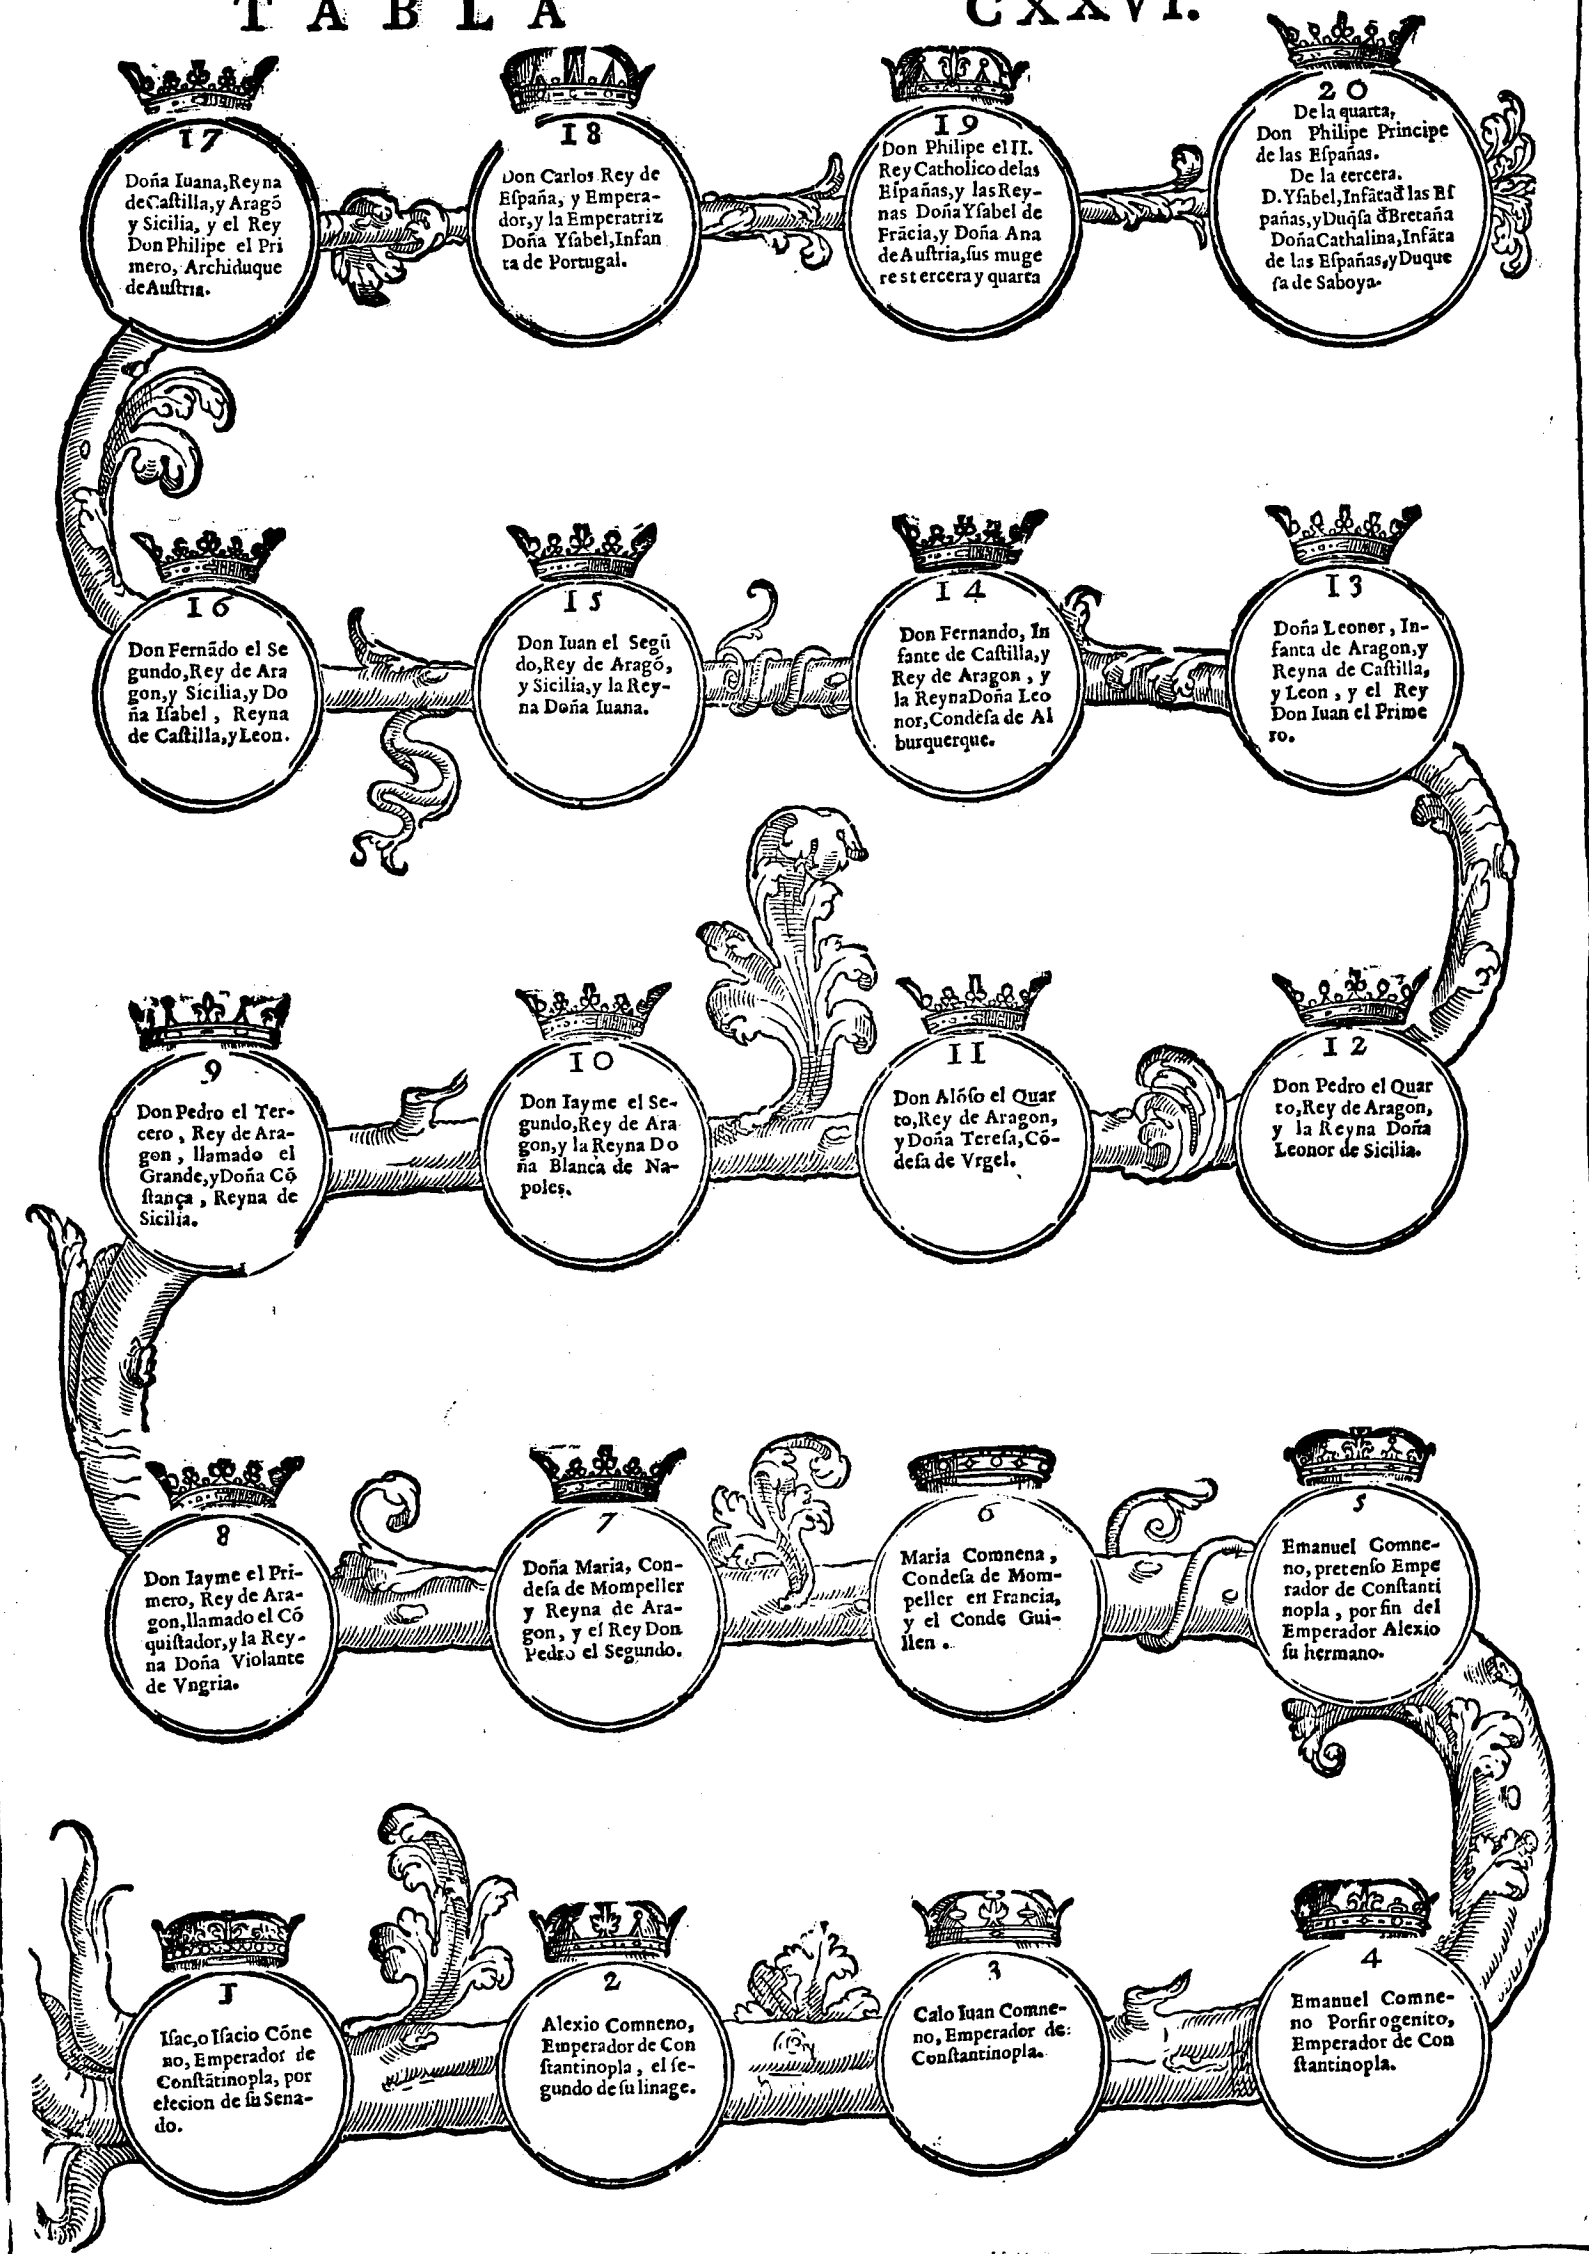 TABLA CXXVI.
17
Doña Iuana, Reyna
de Castilla, y Aragõ
y Sicilia, y el Rey
Don Philipe el Pri
mero, Archiduque
de Austria.
18
Don Carlos Rey de
España, y Empera-
dor, y la Emperatriz
Doña Ysabel, Infan
ta de Portugal.
19
Don Philipe el II.
Rey Catholico delas
Españas, y las Rey-
nas Doña Ysabel de
Frãcia, y Doña Ana
de Austria, sus muge
res tercera y quarta
20
De la quarta,
Don Philipe Principe
de las Españas.
De la tercera.
D. Ysabel, Infãta đ las Es
pañas, y Duq̃sa đ Bretaña
Doña Cathalina, Infãta
de las Españas, y Duque
sa de Saboya.
16
Don Fernãdo el Se
gundo, Rey de Ara
gon, y Sicilia, y Do
ña Isabel, Reyna
de Castilla, y Leon.
15
Don Iuan el Segũ
do, Rey de Aragõ,
y Sicilia, y la Rey-
na Doña Iuana.
14
Don Fernando, In
fante de Castilla, y
Rey de Aragon, y
la Reyna Doña Leo
nor, Condesa de Al
burquerque.
13
Doña Leonor, In-
fanta de Aragon, y
Reyna de Castilla,
y Leon, y el Rey
Don Iuan el Prime
ro.
9
Don Pedro el Ter-
cero, Rey de Ara-
gon, llamado el
Grande, y Doña Cõ
stança, Reyna de
Sicilia.
10
Don Iayme el Se-
gundo, Rey de Ara
gon, y la Reyna Do
ña Blanca de Na-
poles.
11
Don Alõso el Quar
to, Rey de Aragon,
y Doña Teresa, Cõ-
desa de Vrgel.
12
Don Pedro el Quar
to, Rey de Aragon,
y la Reyna Doña
Leonor de Sicilia.
8
Don Iayme el Pri-
mero, Rey de Ara-
gon, llamado el Cõ
quistador, y la Rey-
na Doña Violante
de Vngria.
7
Doña Maria, Con-
desa de Mompeller
y Reyna de Ara-
gon, y el Rey Don
Pedro el Segundo.
6
Maria Comnena,
Condesa de Mom-
peller en Francia,
y el Conde Gui-
llen.
5
Emanuel Comne-
no, pretenso Empe
rador de Constanti
nopla, por fin del
Emperador Alexio
su hermano.
1
Isac, o Isacio Cõne
no, Emperador de
Constãtinopla, por
elecion de su Sena-
do.
2
Alexio Comneno,
Emperador de Con
stantinopla, el se-
gundo de su linage.
3
Calo Iuan Comne-
no, Emperador de
Constantinopla.
4
Emanuel Comne-
no Porfirogenito,
Emperador de Con
stantinopla.